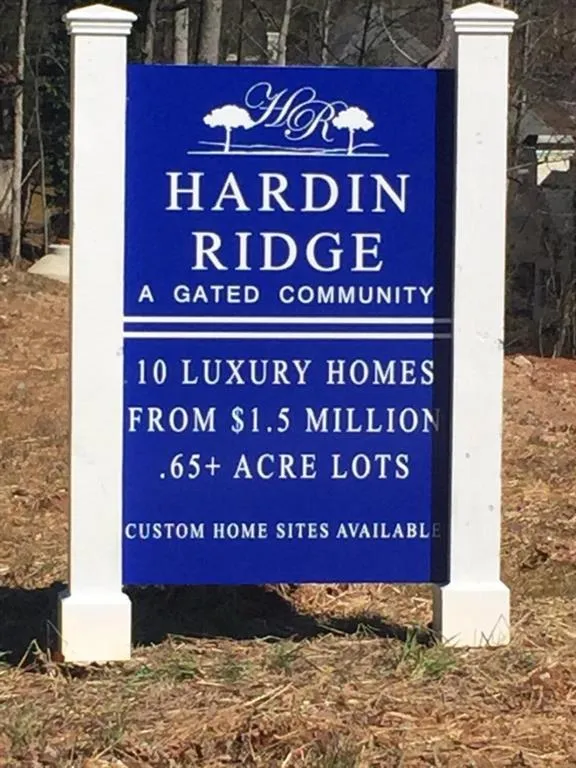 HR
HARDIN
RIDGE
A GATED COMMUNITY
10 LUXURY HOMES
FROM $1.5 MILLION
.65+ ACRE LOTS
CUSTOM HOME SITES AVAILABLE